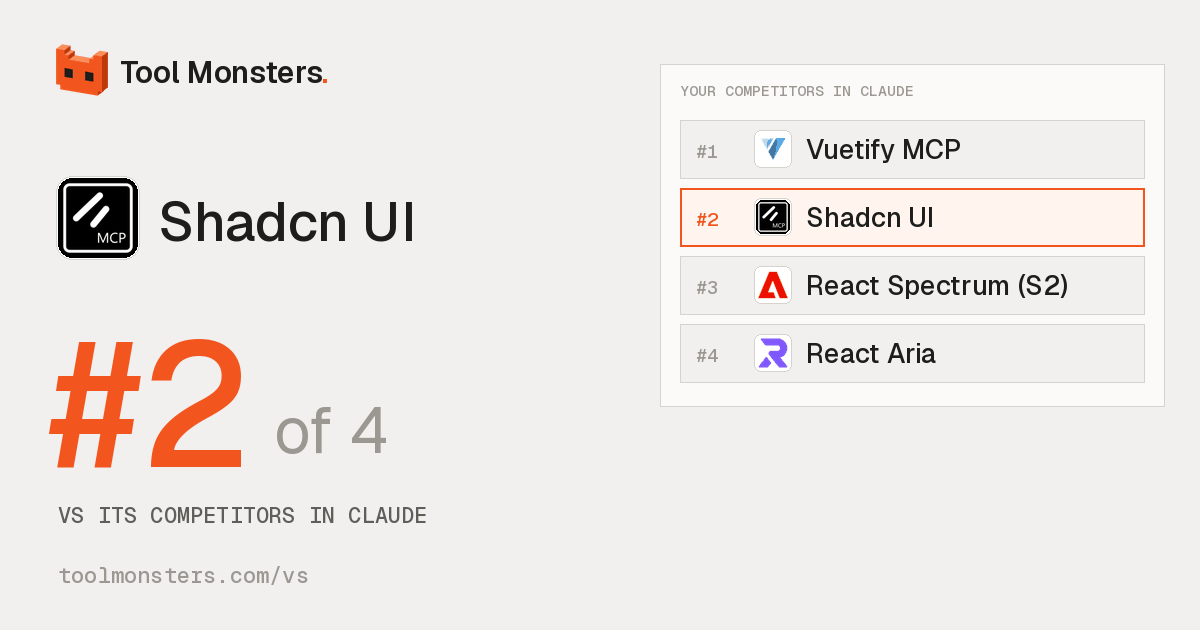 Tool Monsters.
MCP
Shadcn UI
#2 of 4
VS ITS COMPETITORS IN CLAUDE
toolmonsters.com/vs
YOUR COMPETITORS IN CLAUDE
#1 Vuetify MCP
#2 MCP Shadcn UI
#3 React Spectrum (S2)
#4 React Aria